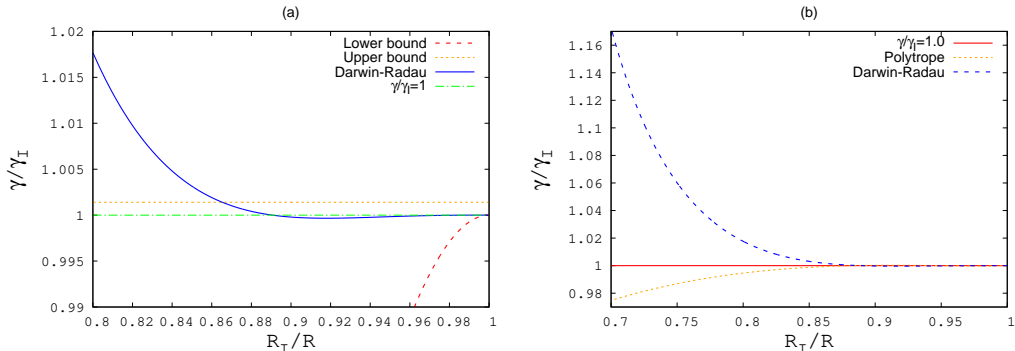 (a)
1.02
1.015
1.01
1.005
1
0.995
0.99
γ/γI
Lower bound
Upper bound
Darwin-Radau
γ/γI=1
0.8 0.82 0.84 0.86 0.88 0.9 0.92 0.94 0.96 0.98 1
RI/R
(b)
1.16
1.14
1.12
1.1
1.08
1.06
1.04
1.02
1
0.98
γ/γI
γ/γI=1.0
Polytrope
Darwin-Radau
0.7 0.75 0.8 0.85 0.9 0.95 1
RI/R